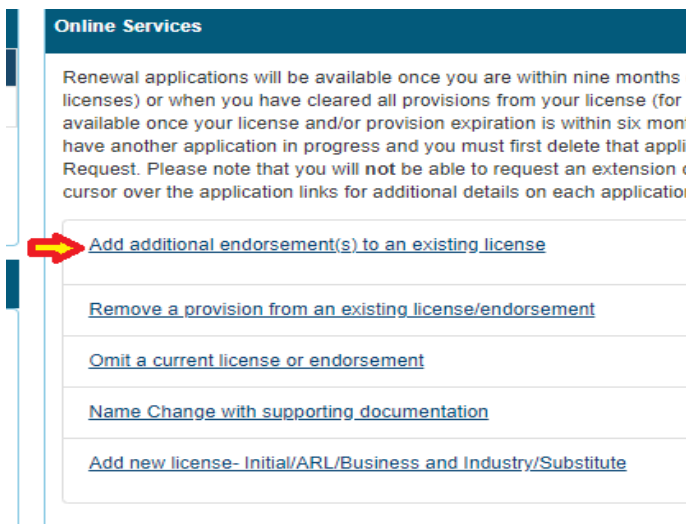 Online Services
Renewal applications will be available once you are within nine months
licenses) or when you have cleared all provisions from your license (for
available once your license and/or provision expiration is within six
have another application in progress and you must first delete that
Request. Please note that you will not be able to request an extension
cursor over the application links for additional details on each
Add additional endorsement(s) to an existing license
Remove a provision from an existing license/endorsement
Omit a current license or endorsement
Name Change with supporting documentation
Add new license- Initial/ARL/Business and Industry/Substitute